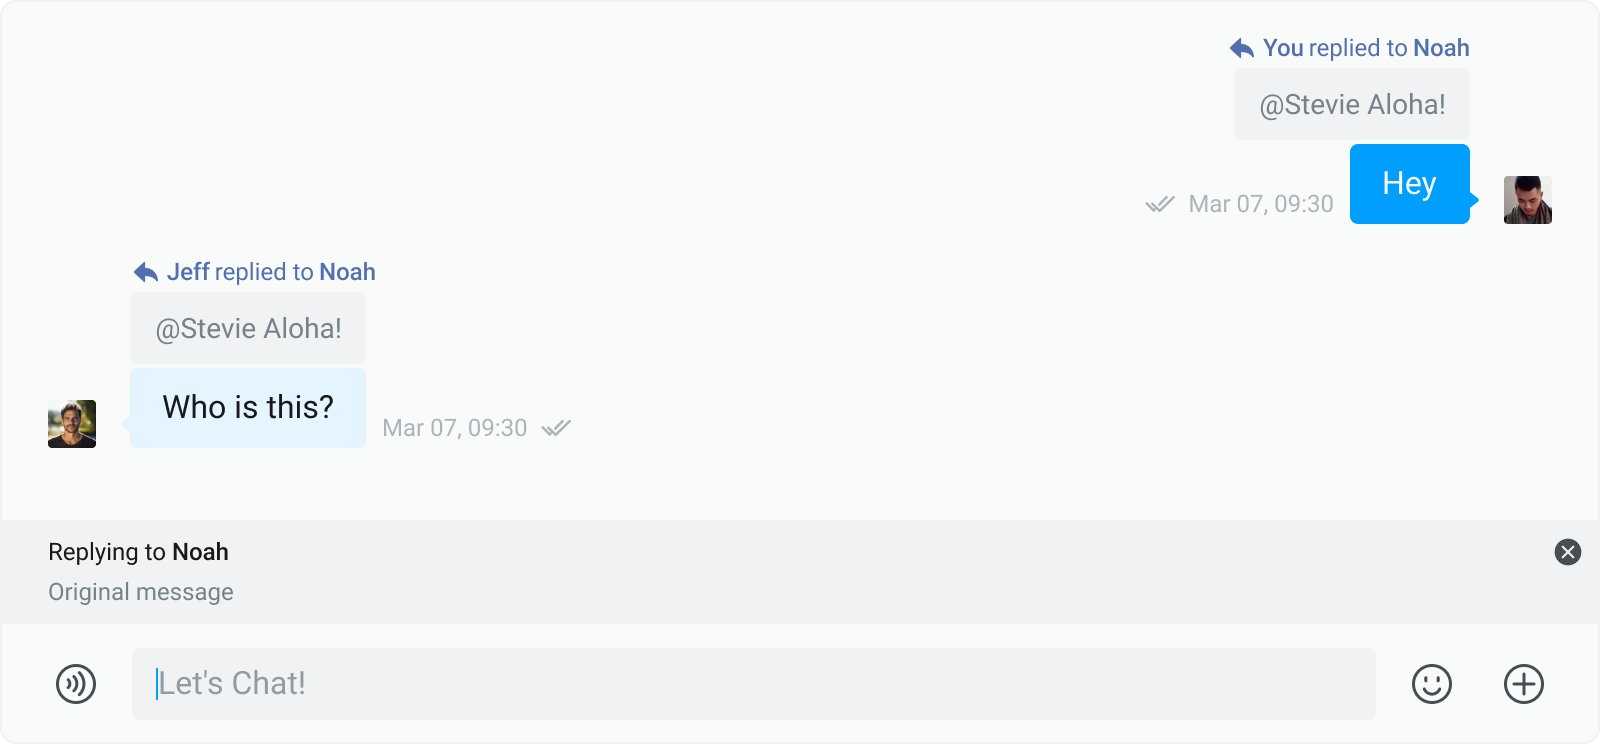 You replied to Noah
@Stevie Aloha!
Hey
Mar 07, 09:30
Jeff replied to Noah
@Stevie Aloha!
Who is this?
Mar 07, 09:30
Replying to Noah
Original message
Let's Chat!